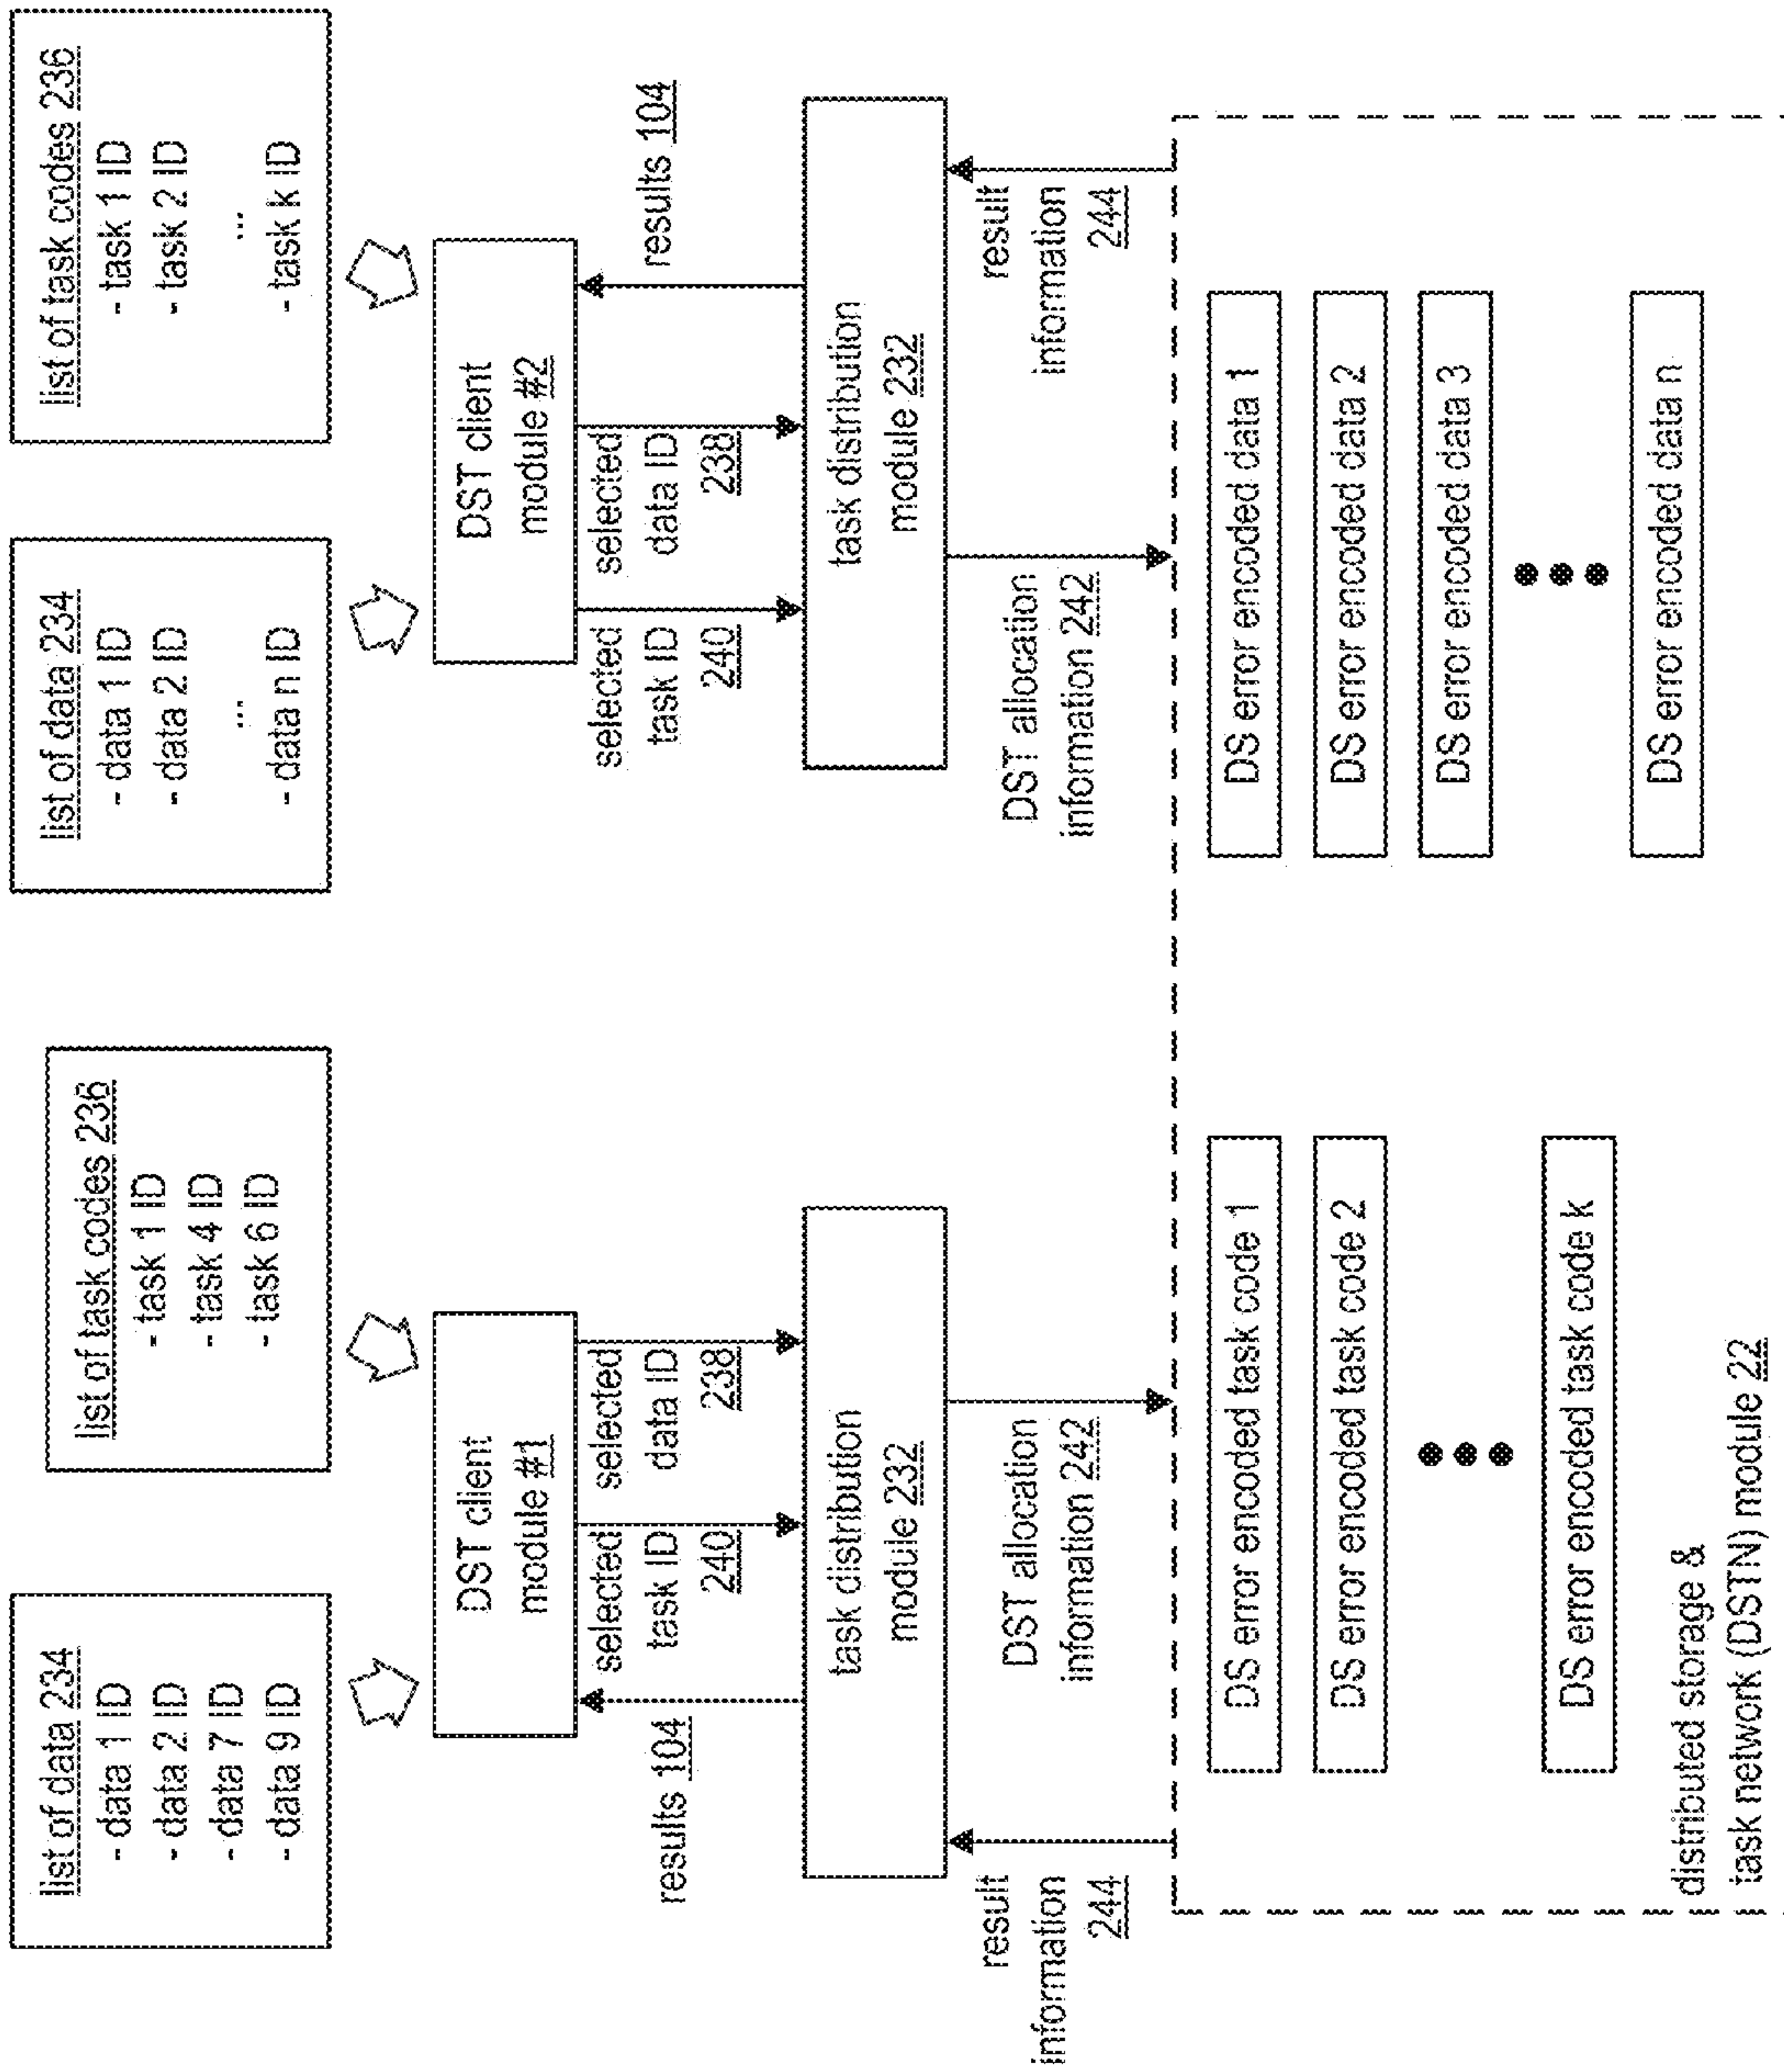 list of data 234
- data 1 ID
- data 2 ID
- data 7 ID
- data 9 ID
list of task codes 236
- task 1 ID
- task 4 ID
- task 6 ID
list of data 234
- data 1 ID
- data 2 ID
...
- data n ID
list of task codes 236
- task 1 ID
- task 2 ID
...
- task k ID
DST client
module #1
DST client
module #2
results 104
selected
task ID
240
selected
data ID
238
selected
task ID
240
selected
data ID
238
results 104
task distribution
module 232
task distribution
module 232
result
information
244
DST allocation
information 242
DST allocation
information 242
result
information
244
DS error encoded task code 1
DS error encoded task code 2
DS error encoded task code k
DS error encoded data 1
DS error encoded data 2
DS error encoded data 3
DS error encoded data n
distributed storage &
task network (DSTN) module 22